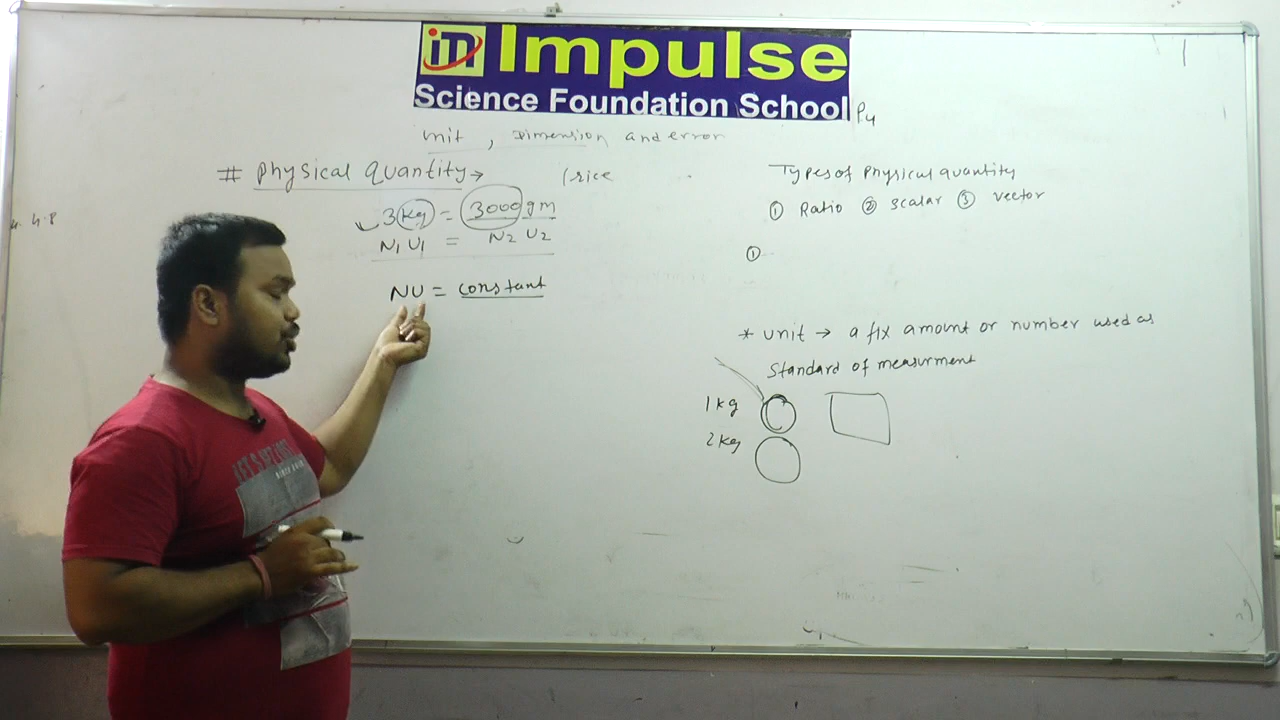 in Impulse
Science Foundation School
unit , Dimension and error
# Physical Quantity →
3 kg = 3000 gm
N1 U1 = N2 U2
NU = constant
Types of Physical quantity
① Ratio ② scalar ③ vector
①
* unit → a fix amount or number used as
Standard of measurment
1 kg
2 kg